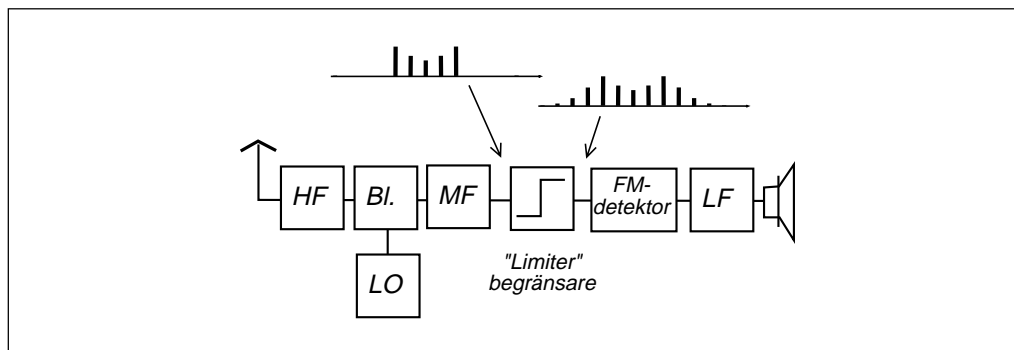 HF
Bl.
MF
FM-
detektor
LF
LO
"Limiter"
begränsare